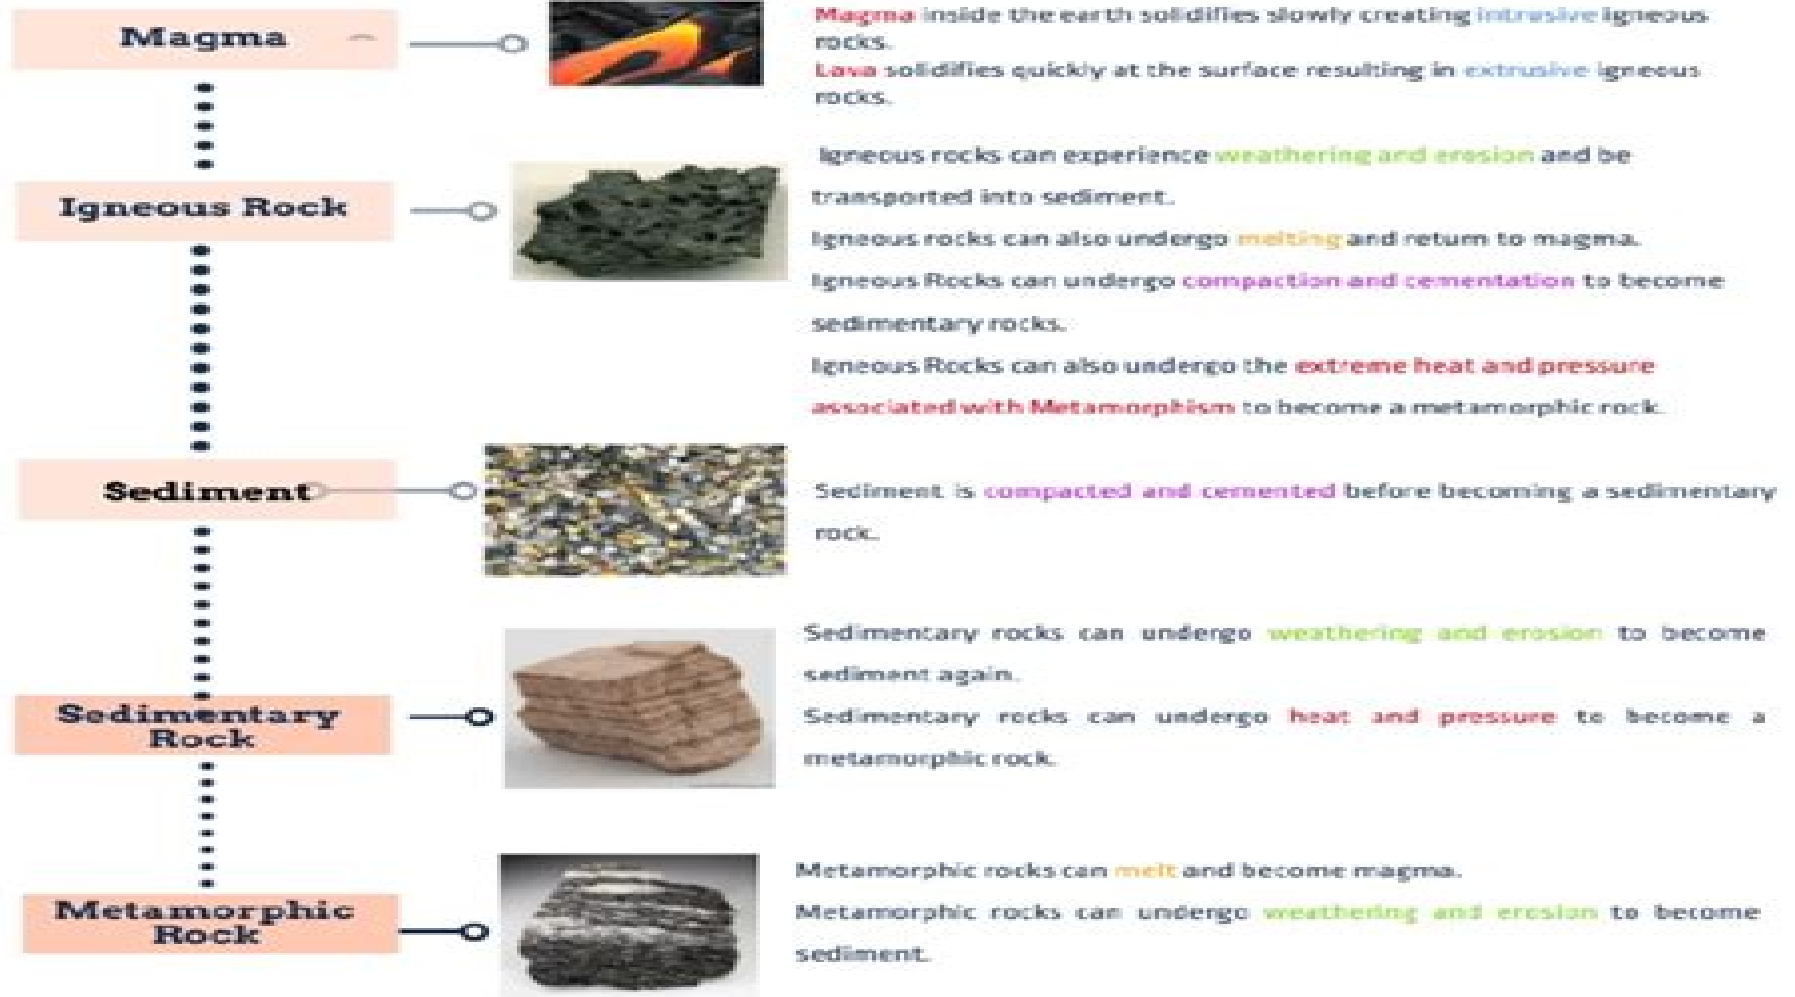 Magma
Magma inside the earth solidifies slowly creating intrusive igneous
rocks.
Lava solidifies quickly at the surface resulting in extrusive igneous
rocks.
Igneous Rock
Igneous rocks can experience weathering and erosion and be
transported into sediment.
Igneous rocks can also undergo melting and return to magma.
Igneous Rocks can undergo compaction and cementation to become
sedimentary rocks.
Igneous Rocks can also undergo the extreme heat and pressure
associated with Metamorphism to become a metamorphic rock.
Sediment
Sediment is compacted and cemented before becoming a sedimentary
rock.
Sedimentary
Rock
Sedimentary rocks can undergo weathering and erosion to become
sediment again.
Sedimentary rocks can undergo heat and pressure to become a
metamorphic rock.
Metamorphic
Rock
Metamorphic rocks can melt and become magma.
Metamorphic rocks can undergo weathering and erosion to become
sediment.